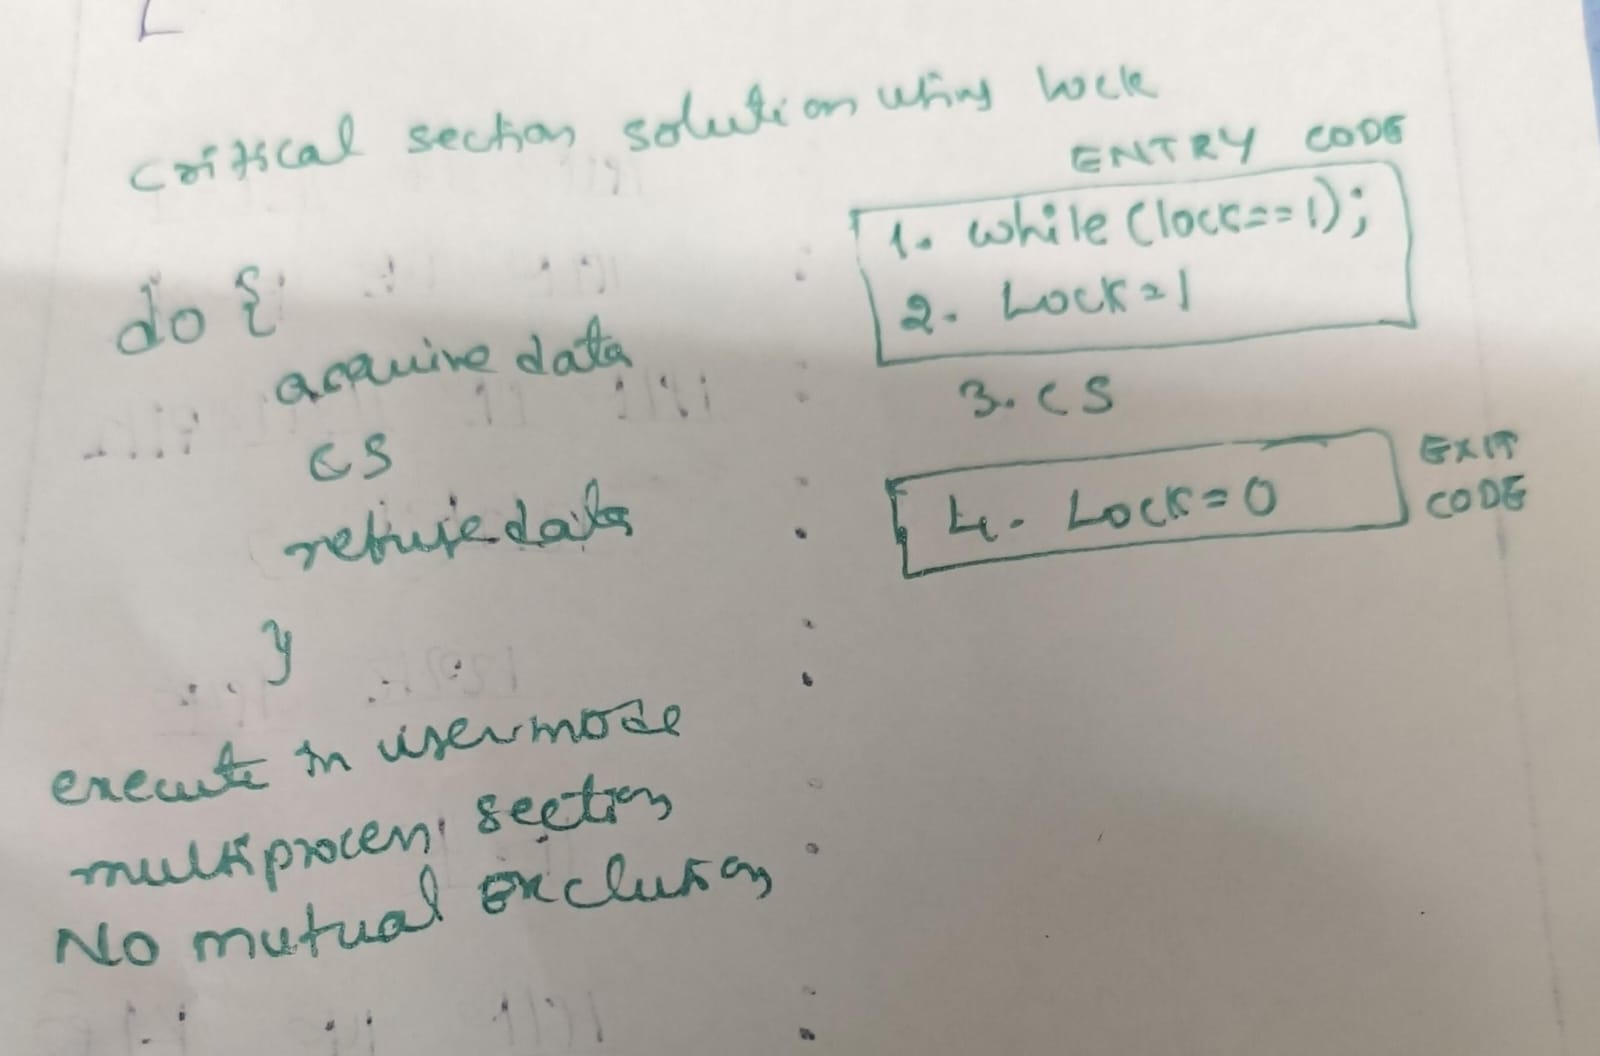 critical section solution using lock
do {
acquire data
CS
data
}
execute in usermode
multiprocess section
No mutual exclusion
ENTRY CODE
1. while (lock==1);
2. Lock=1
3. CS
4. Lock=0
EXIT
CODE